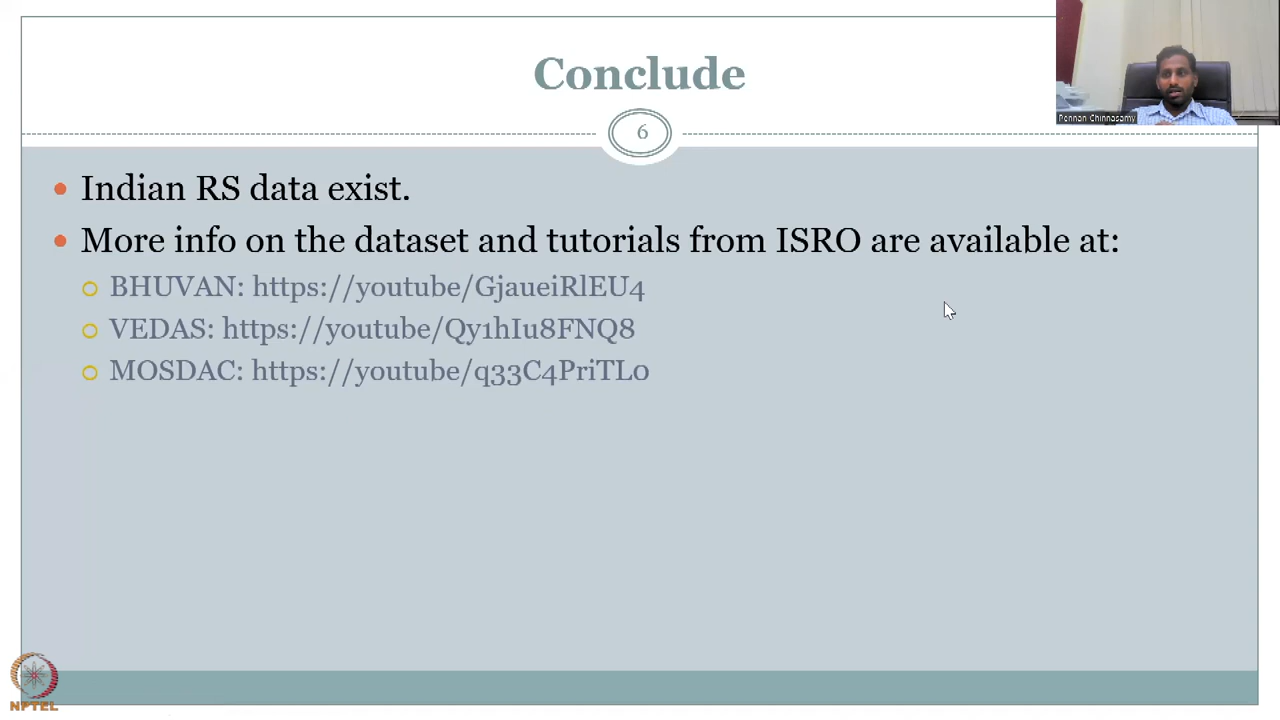 Conclude
Pennan Chinnasamy
6
Indian RS data exist.
More info on the dataset and tutorials from ISRO are available at:
BHUVAN: https://youtube/GjaueiRlEU4
VEDAS: https://youtube/Qy1hIu8FNQ8
MOSDAC: https://youtube/q33C4PriTL0
NPTEL